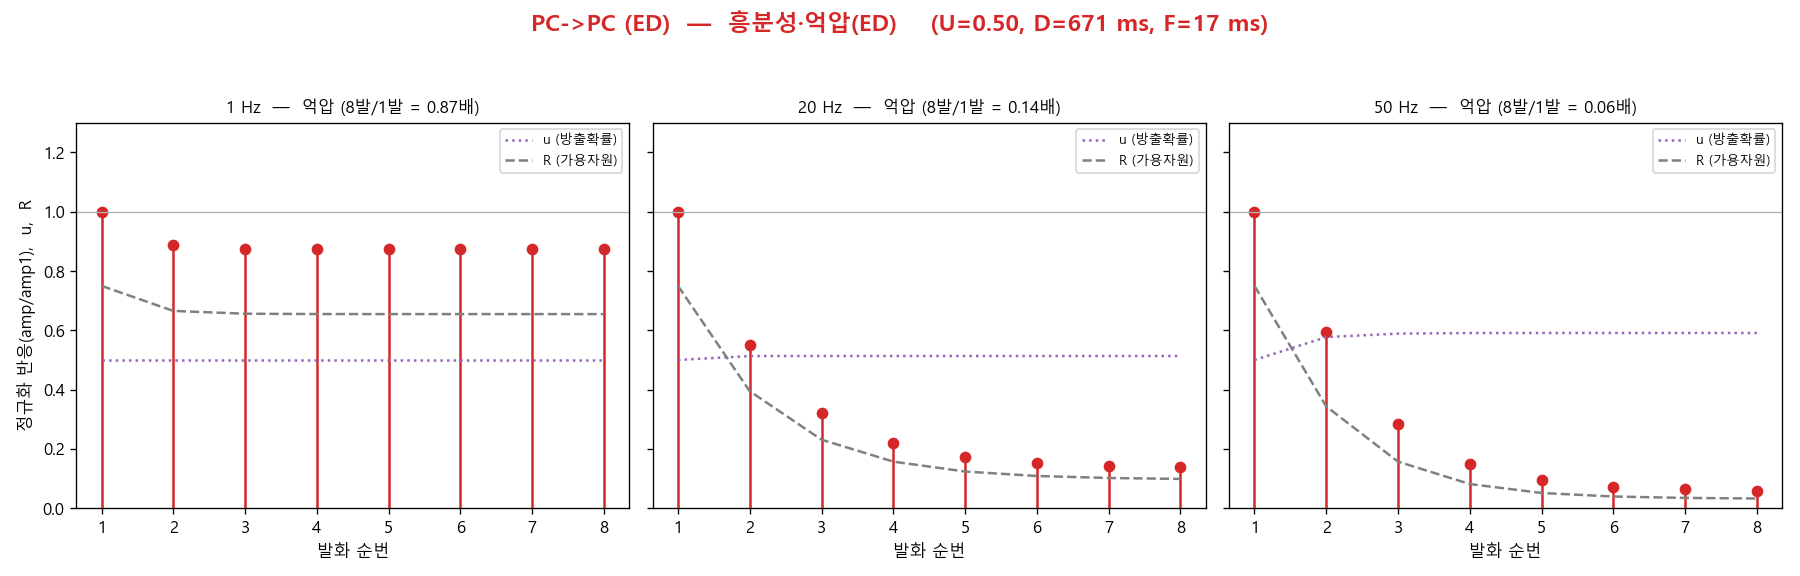 PC->PC (ED) — 흥분성·억압(ED) (U=0.50, D=671 ms, F=17 ms)
1 Hz — 억압 (8발/1발 = 0.87배)
20 Hz — 억압 (8발/1발 = 0.14배)
50 Hz — 억압 (8발/1발 = 0.06배)
정규화 반응(amp/amp1), u, R
1.2
1.0
0.8
0.6
0.4
0.2
0.0
u (방출확률)
R (가용자원)
u (방출확률)
R (가용자원)
u (방출확률)
R (가용자원)
1 2 3 4 5 6 7 8
1 2 3 4 5 6 7 8
1 2 3 4 5 6 7 8
발화 순번
발화 순번
발화 순번